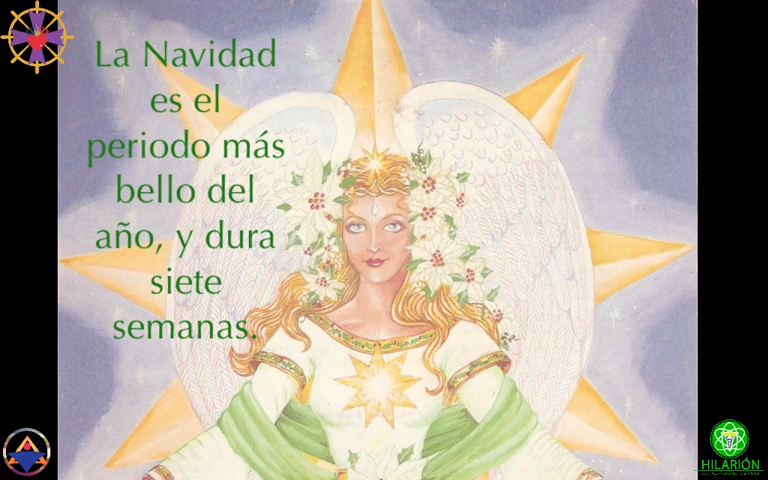 La Navidad
es el
periodo más
bello del
año, y dura
siete
semanas.
HILARIÓN